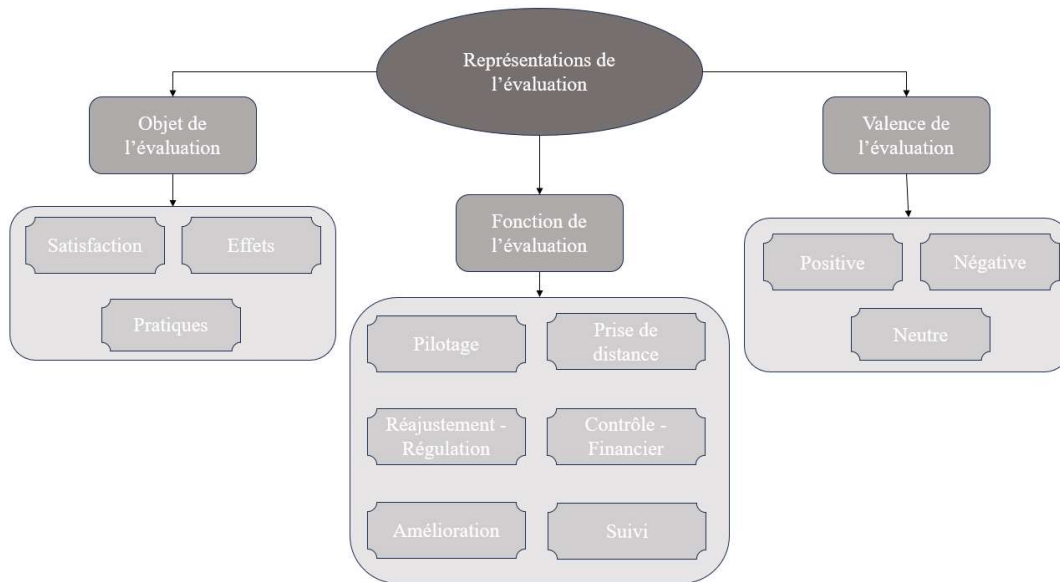 Représentations de
l’évaluation
Objet de
l’évaluation
Valence de
l’évaluation
Fonction de
l’évaluation
Satisfaction
Effets
Pratiques
Positive
Négative
Neutre
Pilotage
Prise de
distance
Réajustement -
Régulation
Contrôle -
Financier
Amélioration
Suivi